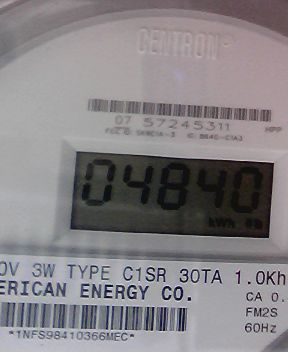 CENTRON®
07 57245311 HPP
04840
kWh
0V 3W TYPE C1SR 30TA 1.0Kh
ERICAN ENERGY CO.
CA 0.
FM2S
60Hz
*1NFS98410366MEC*